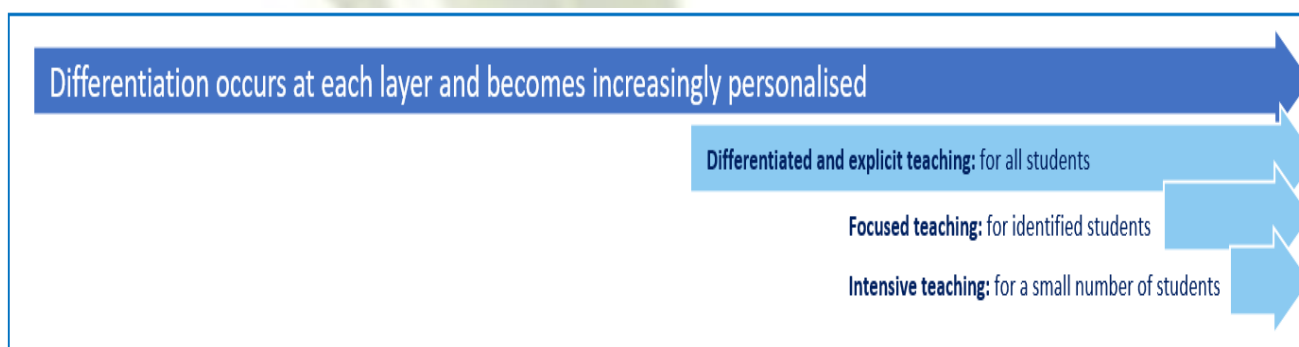 Differentiation occurs at each layer and becomes increasingly personalised
Differentiated and explicit teaching: for all students
Focused teaching: for identified students
Intensive teaching: for a small number of students